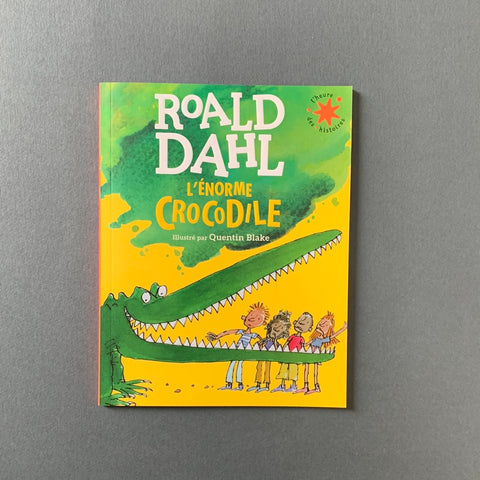 ROALD
DAHL
L'ÉNORME
CROCODILE
Illustré par Quentin Blake
l'heure
des histoires